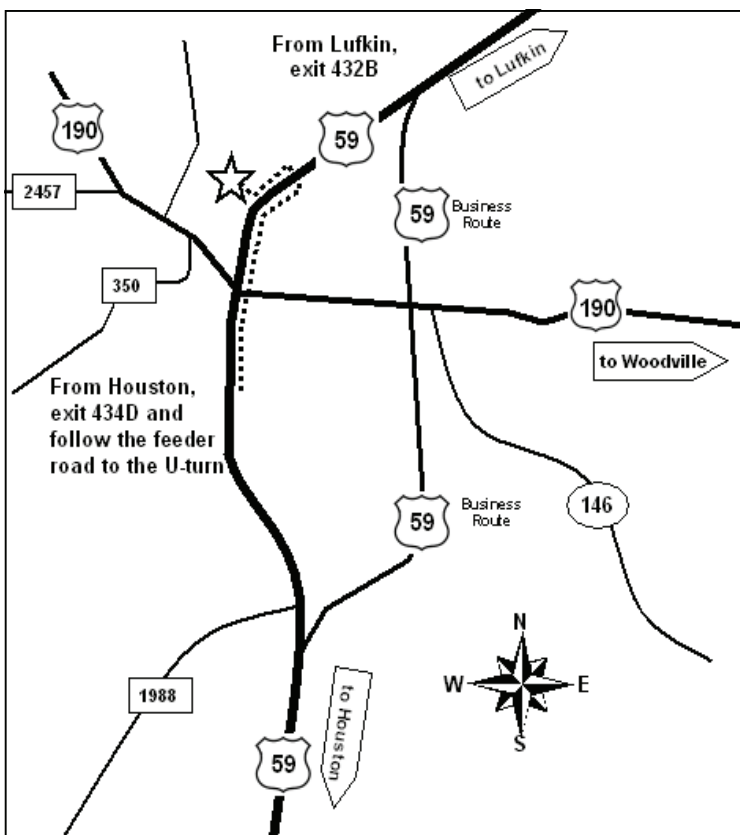 From Lufkin,
exit 432B
to Lufkin
190
59
2457
59
Business
Route
350
190
to Woodville
From Houston,
exit 434D and
follow the feeder
road to the U-turn
59
Business
Route
146
N
W
E
S
1988
to Houston
59